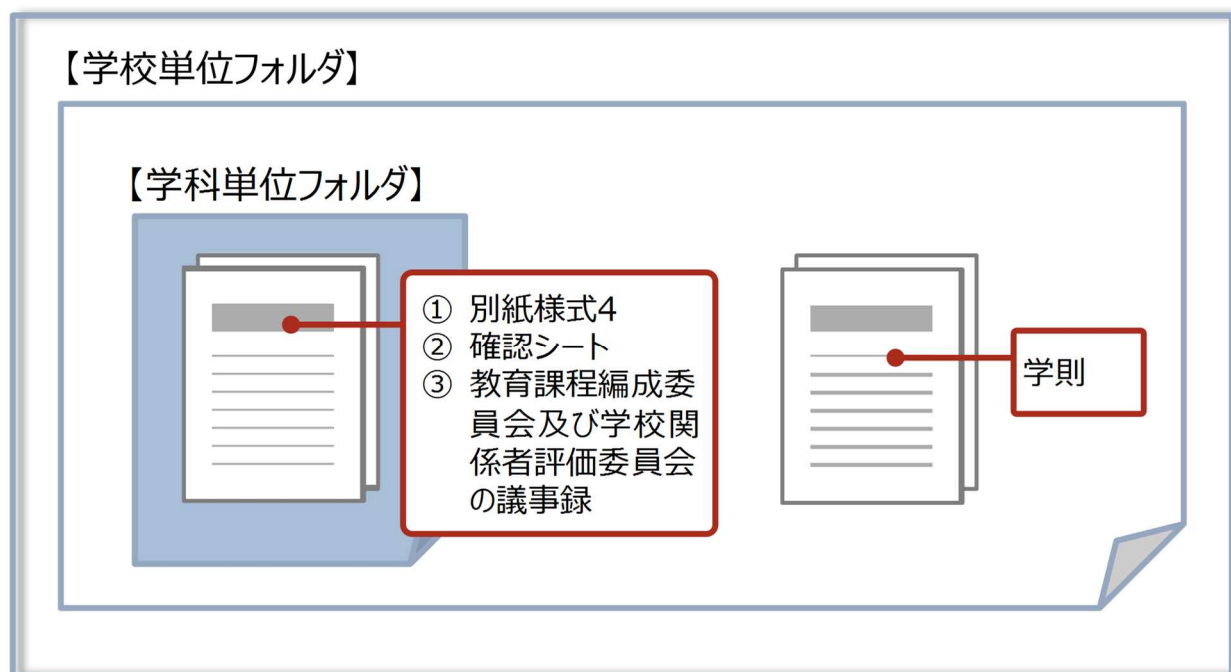 【学校単位フォルダ】
【学科単位フォルダ】
① 別紙様式4
② 確認シート
③ 教育課程編成委
員会及び学校関
係者評価委員会
の議事録
学則